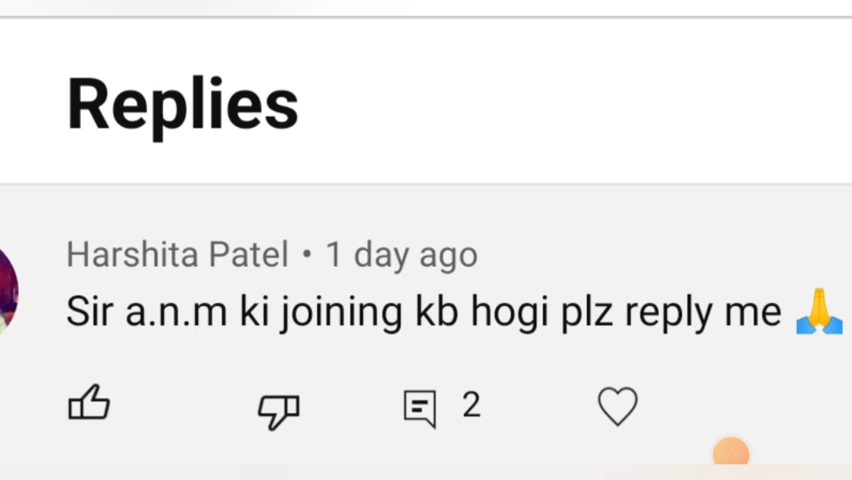 Replies
Harshita Patel • 1 day ago
Sir a.n.m ki joining kb hogi plz reply me 🙏
2